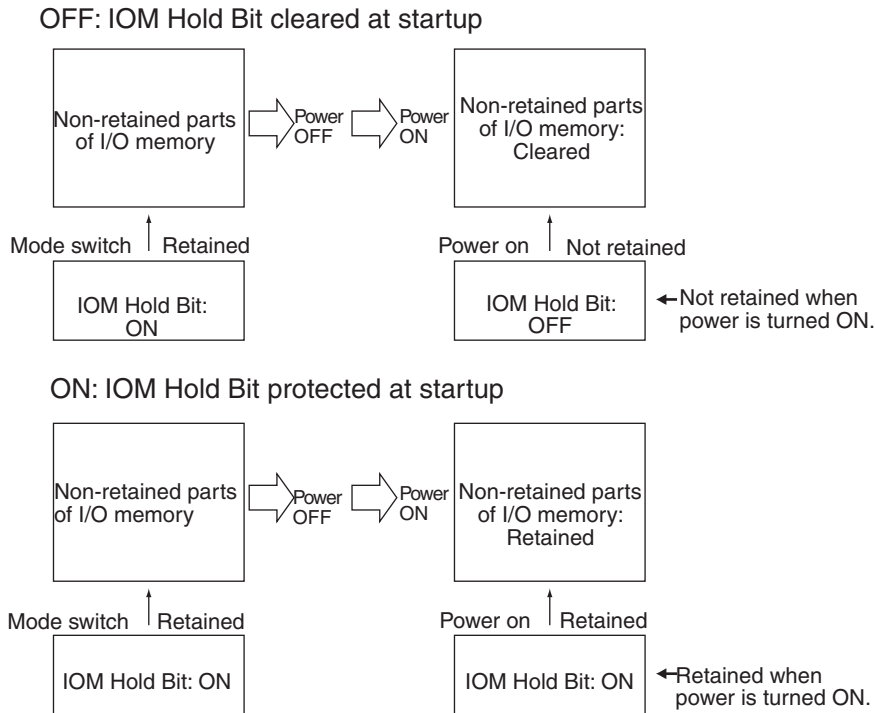 OFF: IOM Hold Bit cleared at startup
Non-retained parts
of I/O memory
Power
OFF
Power
ON
Non-retained parts
of I/O memory:
Cleared
Mode switch
Retained
Power on
Not retained
IOM Hold Bit:
ON
IOM Hold Bit:
OFF
Not retained when
power is turned ON.
ON: IOM Hold Bit protected at startup
Non-retained parts
of I/O memory
Power
OFF
Power
ON
Non-retained parts
of I/O memory:
Retained
Mode switch
Retained
Power on
Retained
IOM Hold Bit: ON
IOM Hold Bit: ON
Retained when
power is turned ON.